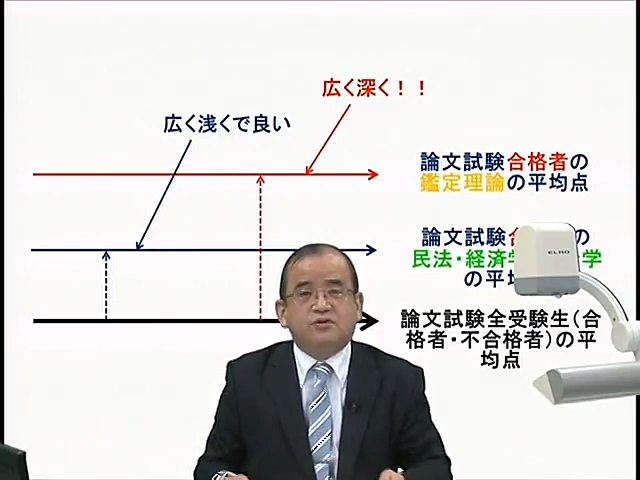 広く深く！！
広く浅くで良い
論文試験合格者の
鑑定理論の平均点
論文試験合の
民法・経済学学
の平均
ELMO
論文試験全受験生(合
格者・不合格者)の平
均点